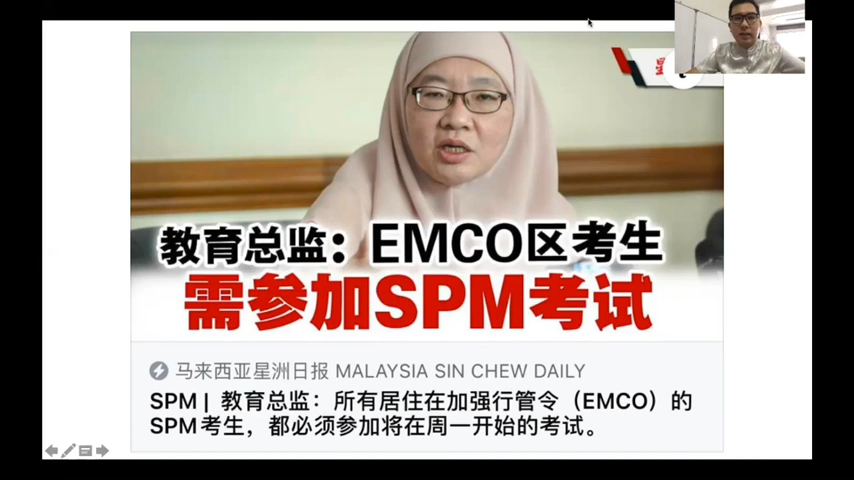 教育总监：EMCO区考生
需参加SPM考试
马来西亚星洲日报 MALAYSIA SIN CHEW DAILY
SPM | 教育总监：所有居住在加强行管令（EMCO）的
SPM考生，都必须参加将在周一开始的考试。